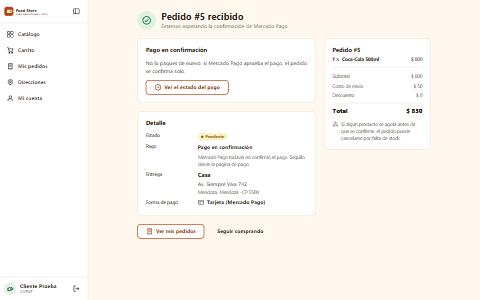 Food Store
Catálogo
Carrito
Mis pedidos
Direcciones
Mi cuenta
Cliente Prueba
CLIENT
Pedido #5 recibido
Estamos esperando la confirmación de Mercado Pago.
Pago en confirmación
No lo pagues de nuevo: si Mercado Pago aprueba el pago, el pedido
se confirma solo.
Ver el estado del pago
Detalle
Estado
Pendiente
Pago
Pago en confirmación
Mercado Pago todavía no confirmó el pago. Seguilo
desde la página de pago.
Entrega
Casa
Av. Siempre Viva 742
Mendoza, Mendoza · CP 5500
Forma de pago
Tarjeta (Mercado Pago)
Ver mis pedidos
Seguir comprando
Pedido #5
1 x Coca-Cola 500ml
$ 800
Subtotal
$ 800
Costo de envío
$ 50
Descuento
$ 0
Total
$ 850
Si algún producto se agota antes de
que se confirme, el pedido puede
cancelarse por falta de stock.